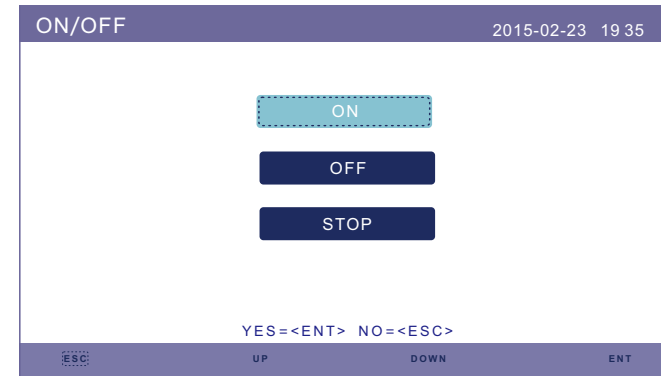 ON/OFF 2015-02-23 19 35
ON
OFF
STOP
YES=<ENT> NO=<ESC>
ESC UP DOWN ENT